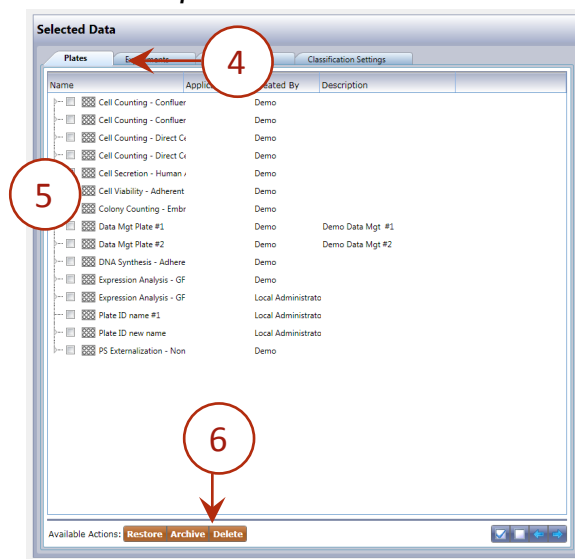 Selected Data
Plates 4 Classification Settings
Name Created By Description
Cell Counting - Confluer Demo
Cell Counting - Confluer Demo
Cell Counting - Direct Ce Demo
Cell Counting - Direct Ce Demo
Cell Secretion - Human Demo
5 Cell Viability - Adherent Demo
Colony Counting - Embr Demo
Data Mgt Plate #1 Demo Demo Data Mgt #1
Data Mgt Plate #2 Demo Demo Data Mgt #2
DNA Synthesis - Adhere Demo
Expression Analysis - GF Demo
Expression Analysis - GF Local Administrato
Plate ID name #1 Local Administrato
Plate ID new name Local Administrato
PS Externalization - Non Demo
6
Available Actions: Restore Archive Delete